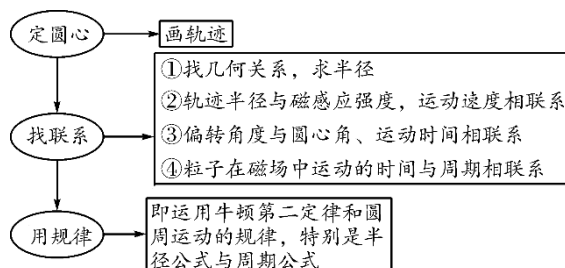 定圆心
画轨迹
找联系
①找几何关系，求半径
②轨迹半径与磁感应强度，运动速度相联系
③偏转角度与圆心角、运动时间相联系
④粒子在磁场中运动的时间与周期相联系
用规律
即运用牛顿第二定律和圆
周运动的规律，特别是半
径公式与周期公式